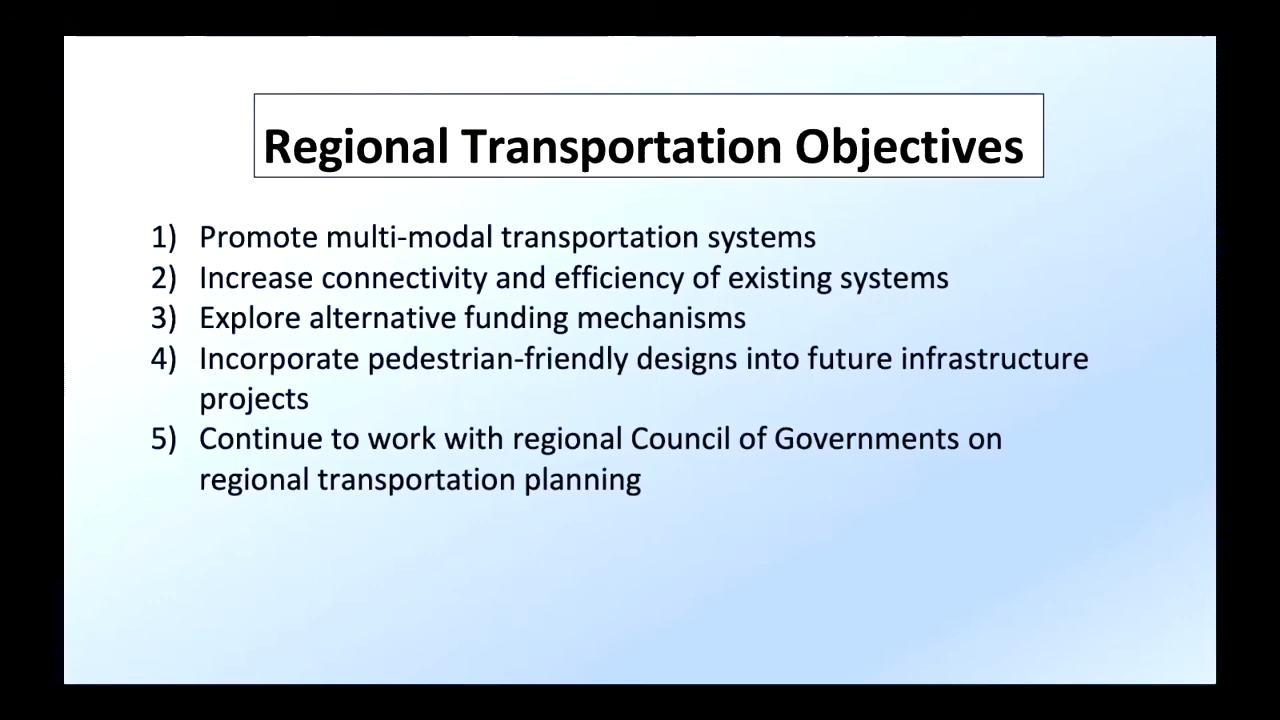 Regional Transportation Objectives
1) Promote multi-modal transportation systems
2) Increase connectivity and efficiency of existing systems
3) Explore alternative funding mechanisms
4) Incorporate pedestrian-friendly designs into future infrastructure
projects
5) Continue to work with regional Council of Governments on
regional transportation planning